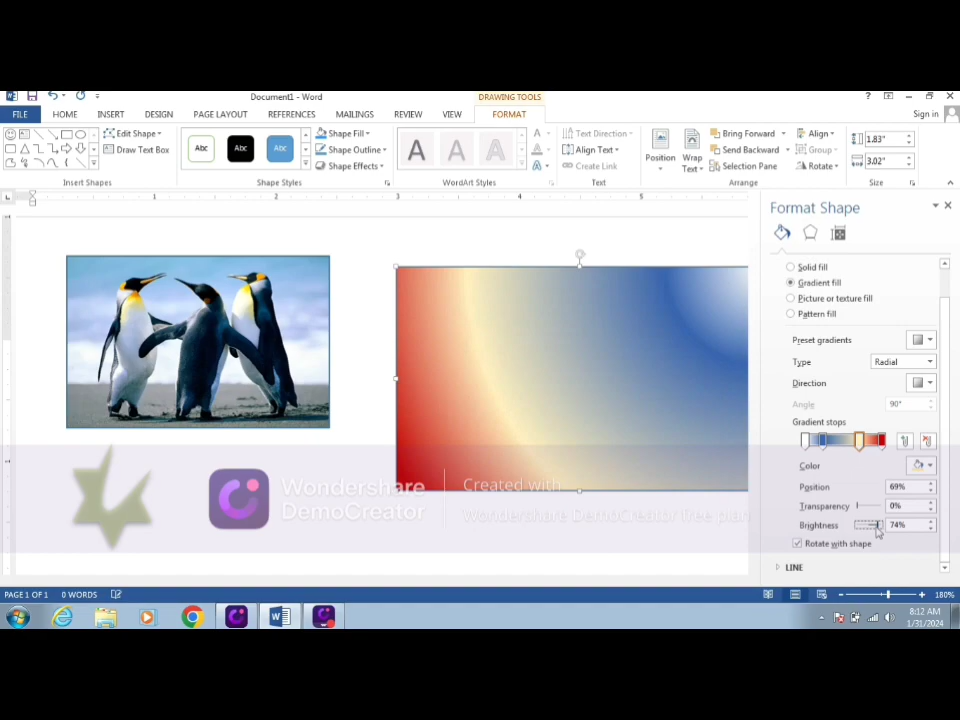 Document1 - Word
DRAWING TOOLS
FILE HOME INSERT DESIGN PAGE LAYOUT REFERENCES MAILINGS REVIEW VIEW FORMAT Sign in
Edit Shape
Draw Text Box
Insert Shapes
Abc Abc Abc
Shape Fill
Shape Outline
Shape Effects
Shape Styles
A A A
WordArt Styles
Text Direction
Align Text
Create Link
Text
Position
Wrap
Text
Bring Forward
Send Backward
Selection Pane
Align
Group
Rotate
Arrange
1.83"
3.02"
Size
1 2 3 4 5
Format Shape
Solid fill
Gradient fill
Picture or texture fill
Pattern fill
Preset gradients
Type Radial
Direction
Angle 90°
Gradient stops
Color
Position 69%
Transparency 0%
Brightness 74%
Rotate with shape
LINE
Wondershare
DemoCreator
Created with
Wondershare DemoCreator free plan
PAGE 1 OF 1 0 WORDS 180%
8:12 AM
1/31/2024